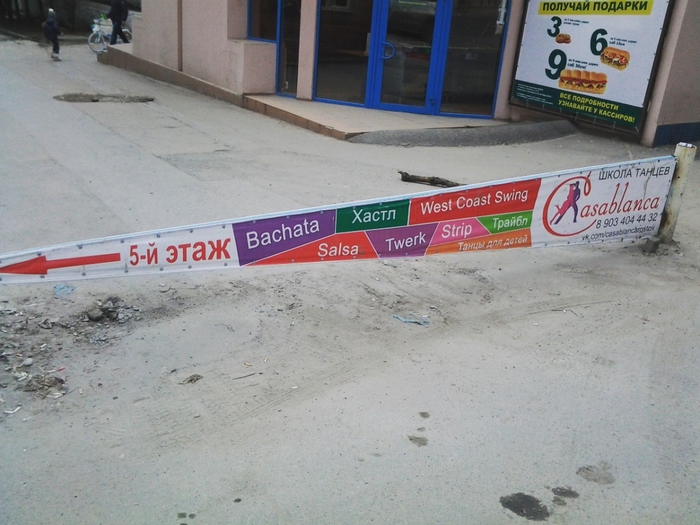 ПОЛУЧАЙ ПОДАРКИ
3
6
9
ВСЕ ПОДРОБНОСТИ
УЗНАВАЙТЕ У КАССИРОВ!
5-й этаж
Bachata
Хастл
West Coast Swing
Salsa
Twerk
Strip
Трайбл
Танцы для детей
ШКОЛА ТАНЦЕВ
Casablanca
8 903 404 44 32